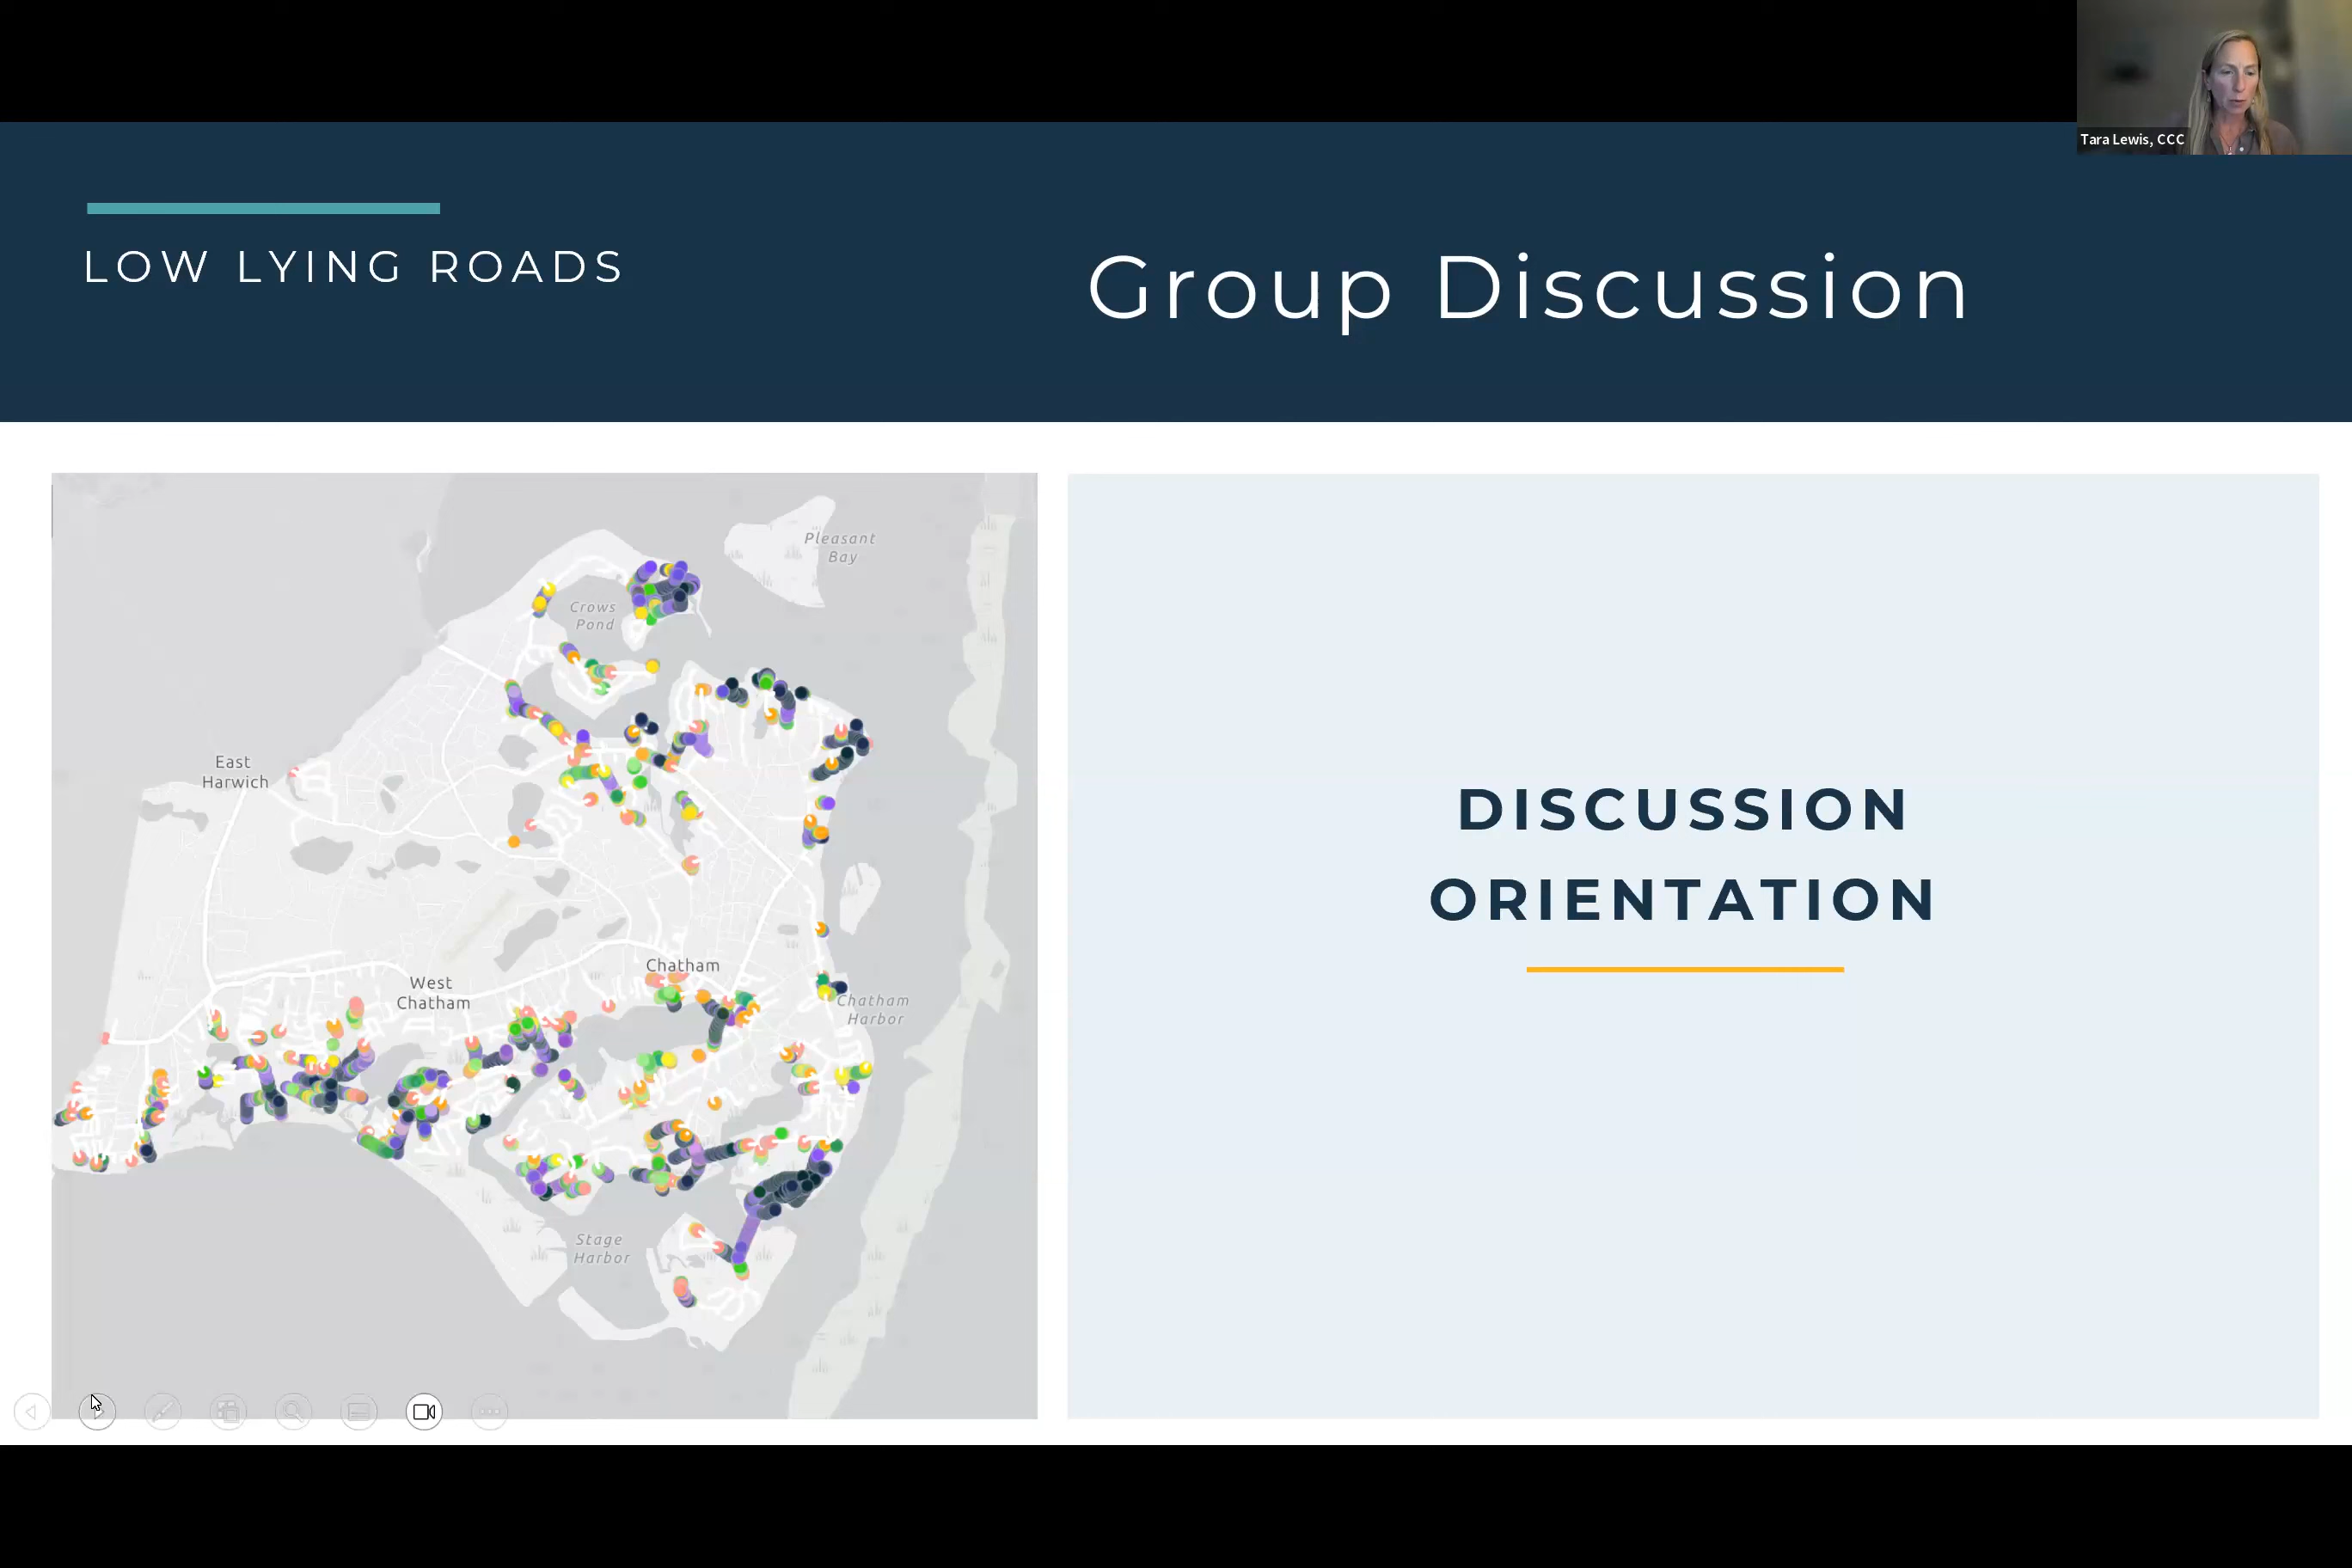 Tara Lewis, CCC
LOW LYING ROADS
Group Discussion
Pleasant
Bay
Crows
Pond
East
Harwich
Chatham
West
Chatham
Chatham
Harbor
Stage
Harbor
DISCUSSION
ORIENTATION